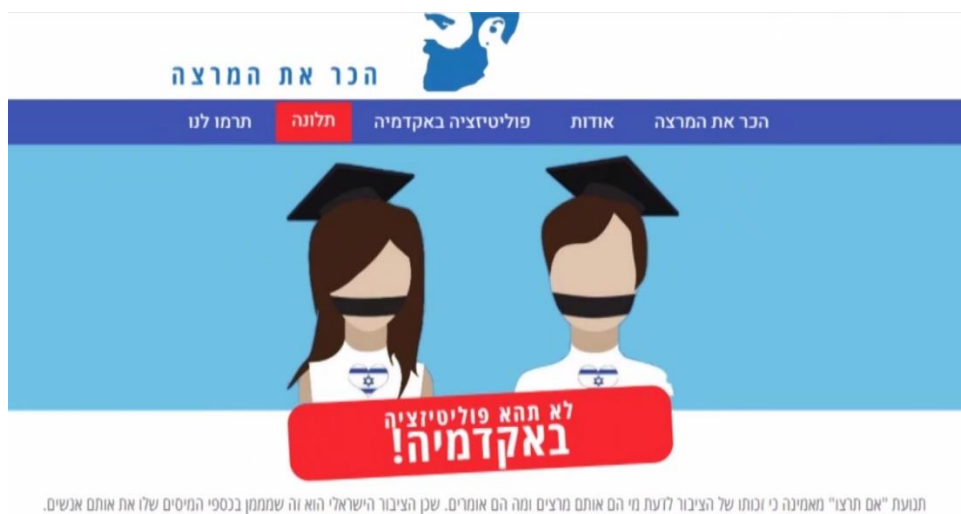 הכר את המרצה
הכר את המרצה אודות פוליטיזציה באקדמיה תלונה תרמו לנו
לא תהא פוליטיזציה
באקדמיה!
תנועת "אם תרצו" מאמינה כי זכותו של הציבור לדעת מי הם אותם מרצים ומה הם אומרים. שכן הציבור הישראלי הוא זה שמממן בכספי המיסים שלו את אותם אנשים.